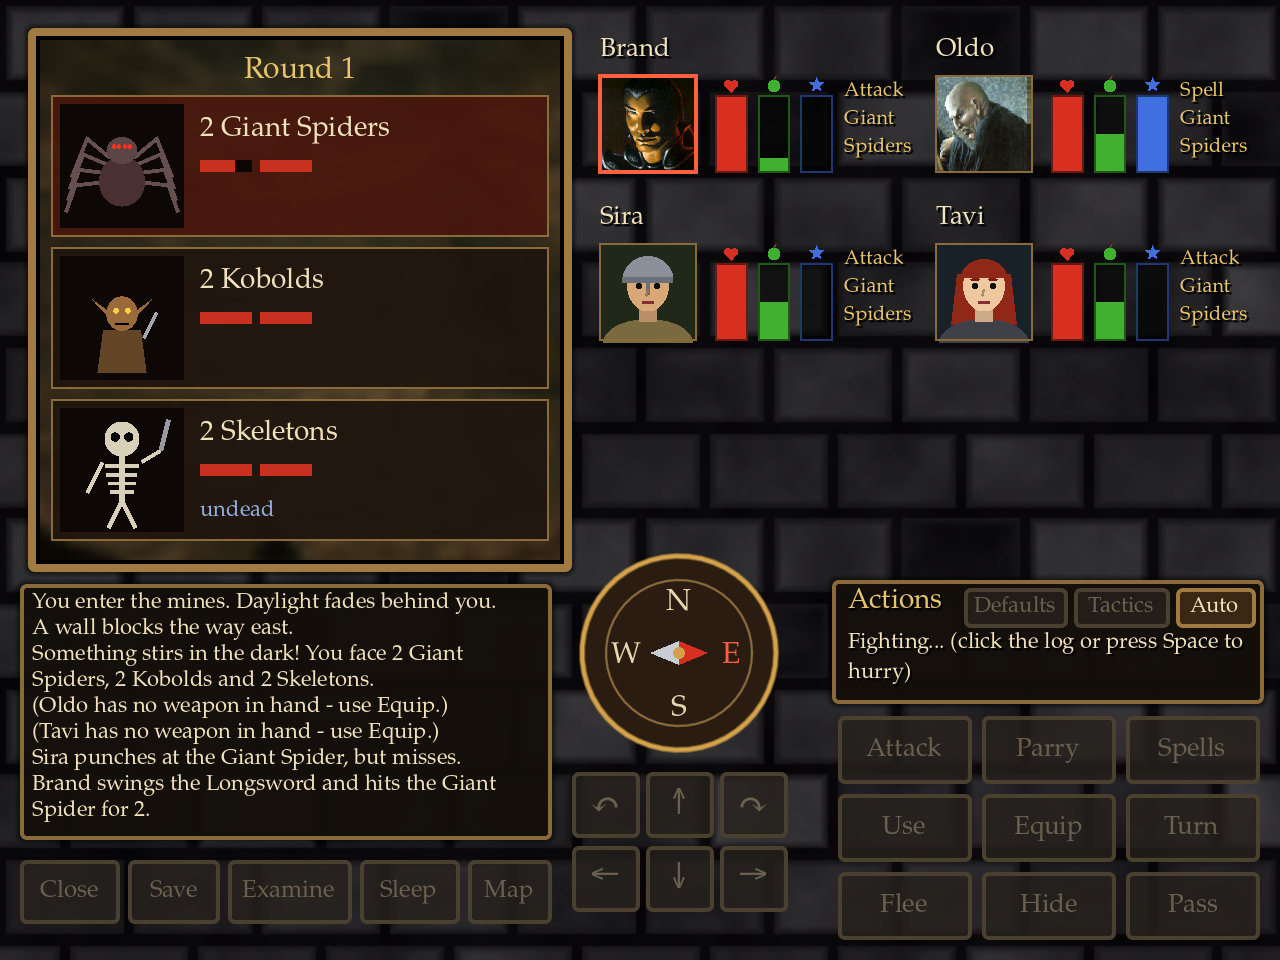 Round 1
2 Giant Spiders
2 Kobolds
2 Skeletons
undead
Brand
Attack
Giant
Spiders
Oldo
Spell
Giant
Spiders
Sira
Attack
Giant
Spiders
Tavi
Attack
Giant
Spiders
You enter the mines. Daylight fades behind you.
A wall blocks the way east.
Something stirs in the dark! You face 2 Giant
Spiders, 2 Kobolds and 2 Skeletons.
(Oldo has no weapon in hand - use Equip.)
(Tavi has no weapon in hand - use Equip.)
Sira punches at the Giant Spider, but misses.
Brand swings the Longsword and hits the Giant
Spider for 2.
Close Save Examine Sleep Map
N
W E
S
Actions Defaults Tactics Auto
Fighting... (click the log or press Space to
hurry)
Attack Parry Spells
Use Equip Turn
Flee Hide Pass